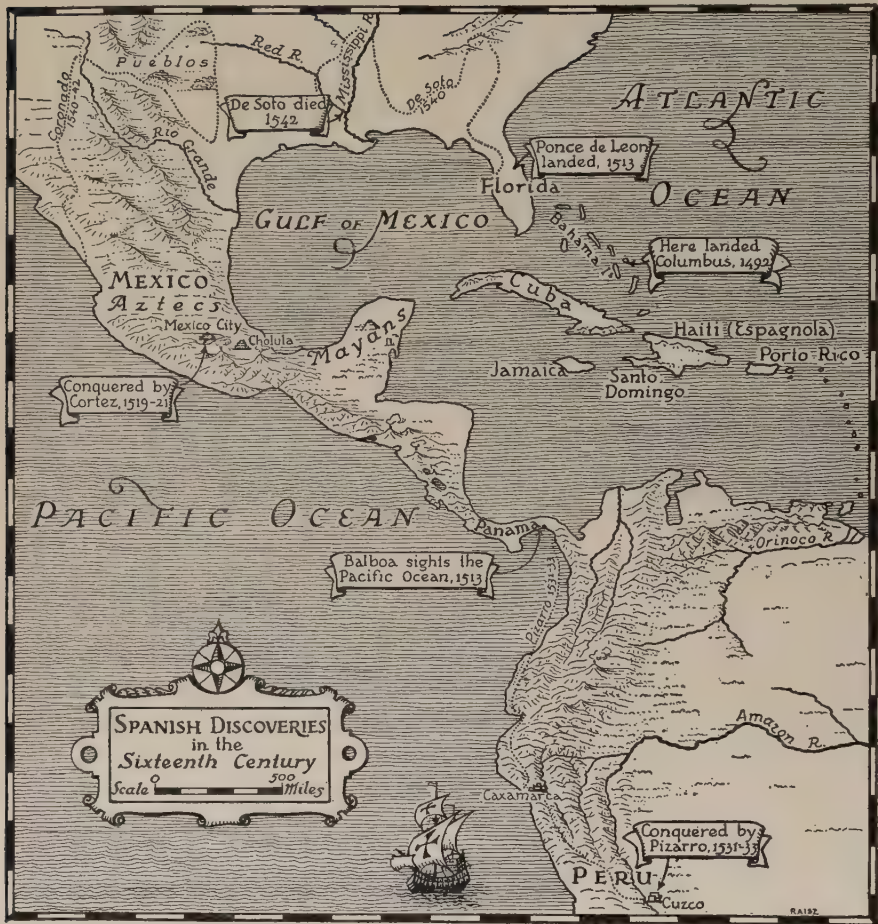 Red R.
Mississippi R.
Pueblos
Coronado
1540-42
De Soto died
1542
De Soto
1540
ATLANTIC
OCEAN
Rio Grande
Ponce de Leon
landed, 1513
Florida
GULF OF MEXICO
Bahama Is
Here landed
Columbus, 1492
MEXICO
Aztecs
Mexico City
Cholula
Mayans
Cuba
Haiti (Espagnola)
Porto Rico
Jamaica
Santo
Domingo
Conquered by
Cortez, 1519-21
PACIFIC OCEAN
Panama
Orinoco R.
Balboa sights the
Pacific Ocean, 1513
Pizarro 1531-33
SPANISH DISCOVERIES
in the
Sixteenth Century
Scale 0 500 Miles
Amazon R.
Caxamarca
Conquered by
Pizarro, 1531-33
PERU
Cuzco
RAISZ